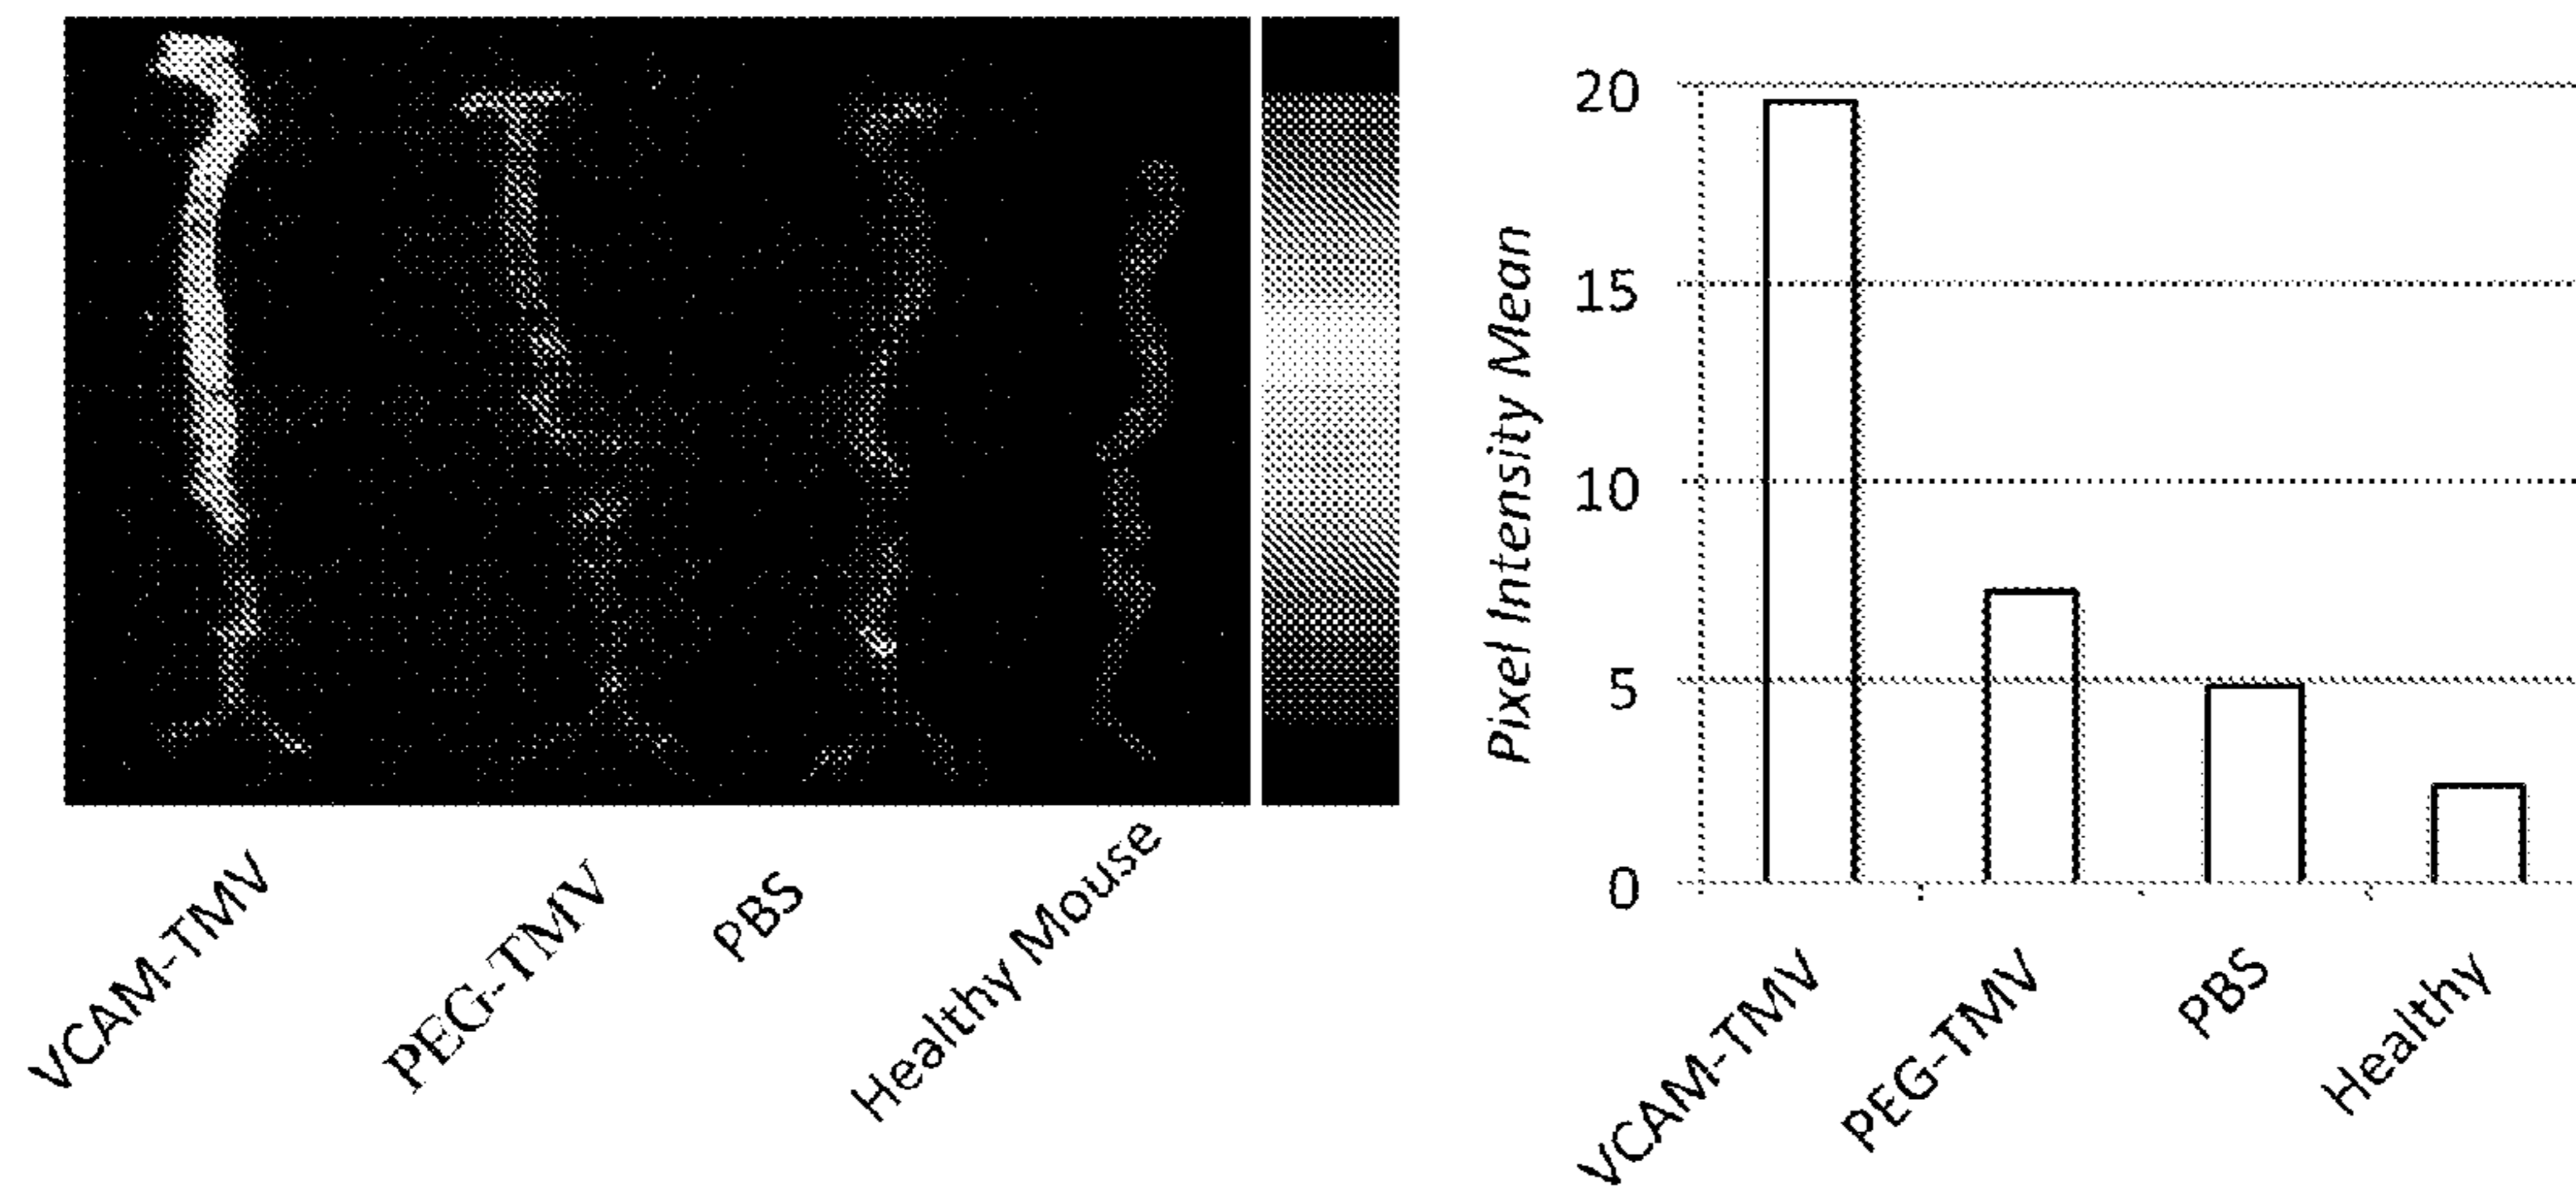 VCAM-TMV
PEG-TMV
PBS
Healthy Mouse
Pixel Intensity Mean
20
15
10
5
0
VCAM-TMV
PEG-TMV
PBS
Healthy